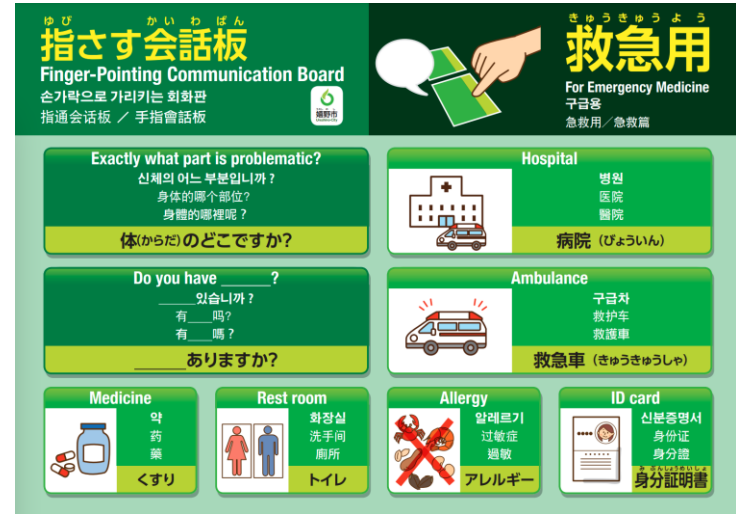 ゆび かいわばん
指さす会話板
Finger-Pointing Communication Board
손가락으로 가리키는 회화판
指通会话板 ／ 手指會話板
嬉野市
きゅうきゅうよう
救急用
For Emergency Medicine
구급용
急救用／急救篇
Exactly what part is problematic?
신체의 어느 부분입니까 ?
身体的哪个部位?
身體的哪裡呢 ?
体(からだ)のどこですか?
Hospital
병원
医院
醫院
病院（びょういん）
Do you have ______?
_____있습니까 ?
有___吗?
有___嗎 ?
______ありますか?
Ambulance
구급차
救护车
救護車
救急車（きゅうきゅうしゃ）
Medicine
약
药
藥
くすり
Rest room
화장실
洗手间
廁所
トイレ
Allergy
알레르기
过敏症
過敏
アレルギー
ID card
신분증명서
身份证
身分證
みぶんしょうめいしょ
身分証明書